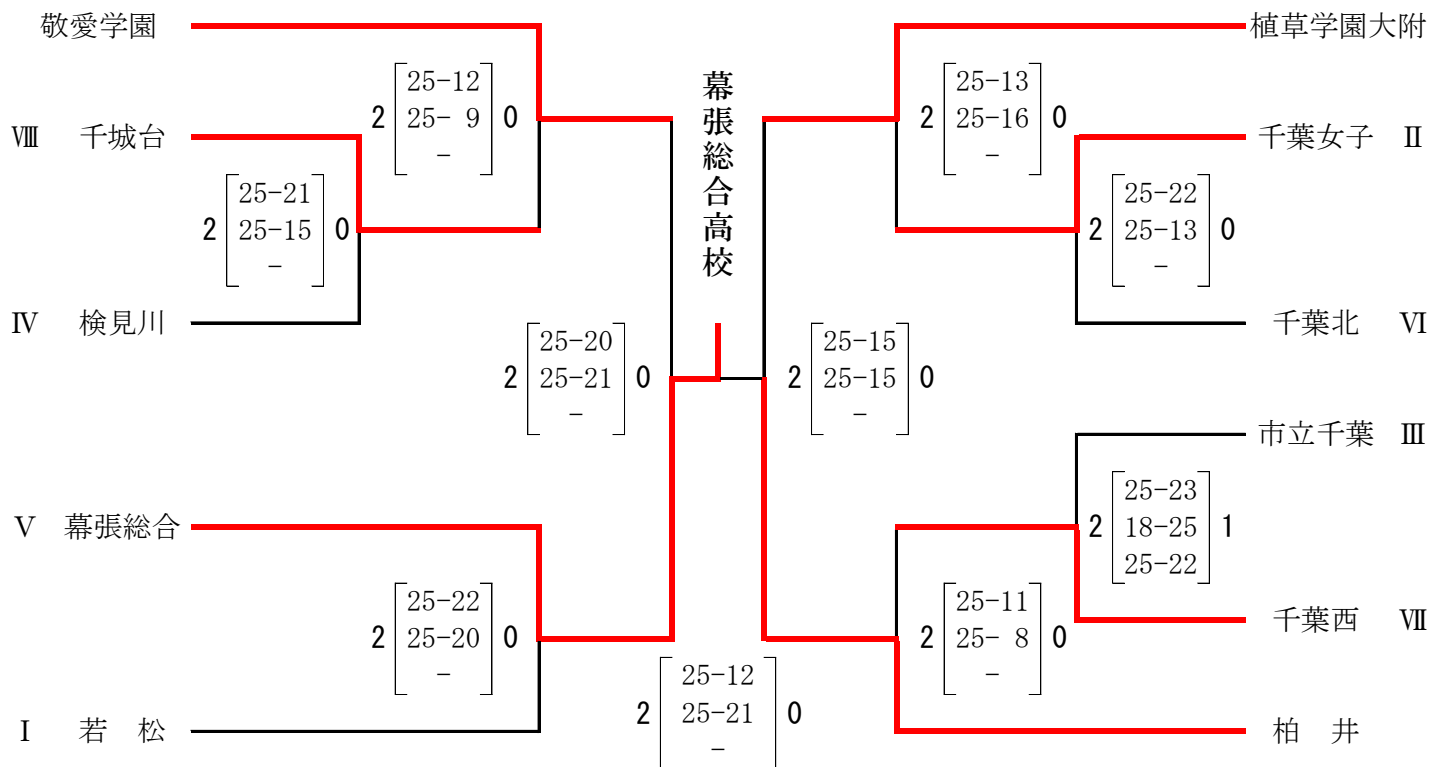 敬愛学園
植草学園大附
2 25-12 0
25- 9
-
幕張総合高校
2 25-13 0
25-16
-
Ⅷ 千城台
千葉女子 Ⅱ
2 25-21 0
25-15
-
2 25-22 0
25-13
-
Ⅳ 検見川
千葉北 Ⅵ
2 25-20 0
25-21
-
2 25-15 0
25-15
-
市立千葉 Ⅲ
Ⅴ 幕張総合
2 25-23 1
18-25
25-22
2 25-22 0
25-20
-
2 25-11 0
25- 8
-
千葉西 Ⅶ
2 25-12 0
25-21
-
Ⅰ 若 松
柏 井